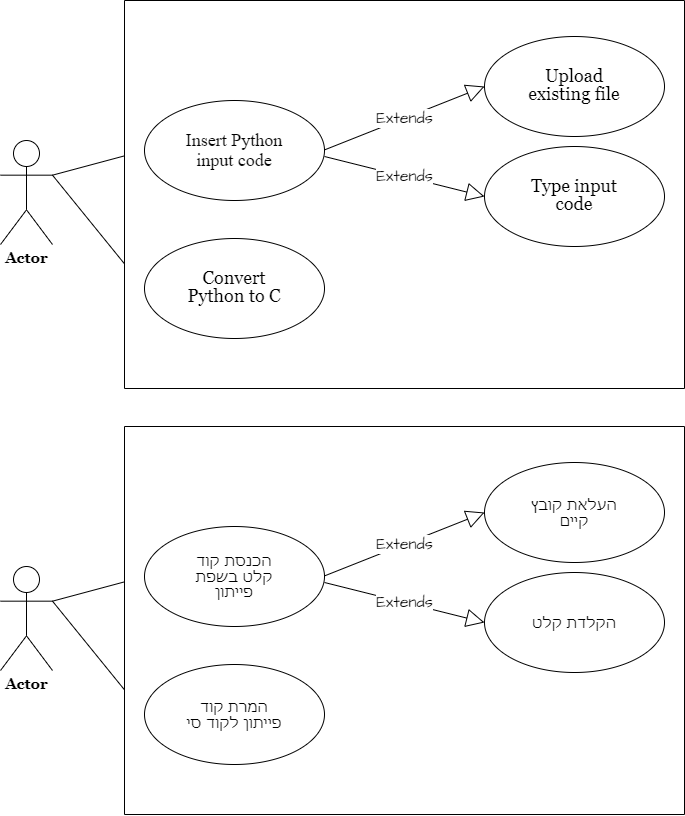 Upload
existing file
Extends
Insert Python
input code
Extends
Type input
code
Actor
Convert
Python to C
העלאת קובץ
קיים
Extends
הכנסת קוד
קלט בשפת
פייתון
Extends
הקלדת קלט
Actor
המרת קוד
פייתון לקוד סי